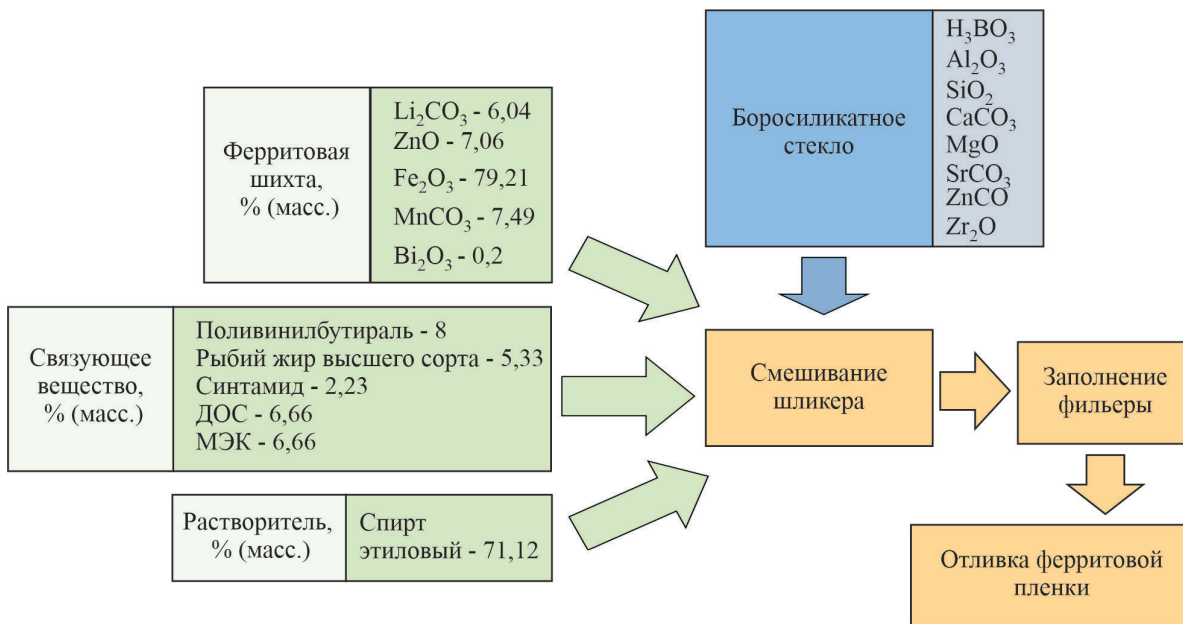 Ферритовая
шихта,
% (масс.)
Li₂CO₃ - 6,04
ZnO - 7,06
Fe₂O₃ - 79,21
MnCO₃ - 7,49
Bi₂O₃ - 0,2
Боросиликатное
стекло
H₃BO₃
Al₂O₃
SiO₂
CaCO₃
MgO
SrCO₃
ZnCO
Zr₂O
Связующее
вещество,
% (масс.)
Поливинилбутираль - 8
Рыбий жир высшего сорта - 5,33
Синтамид - 2,23
ДОС - 6,66
МЭК - 6,66
Растворитель,
% (масс.)
Спирт
этиловый - 71,12
Смешивание
шликера
Заполнение
фильеры
Отливка ферритовой
пленки